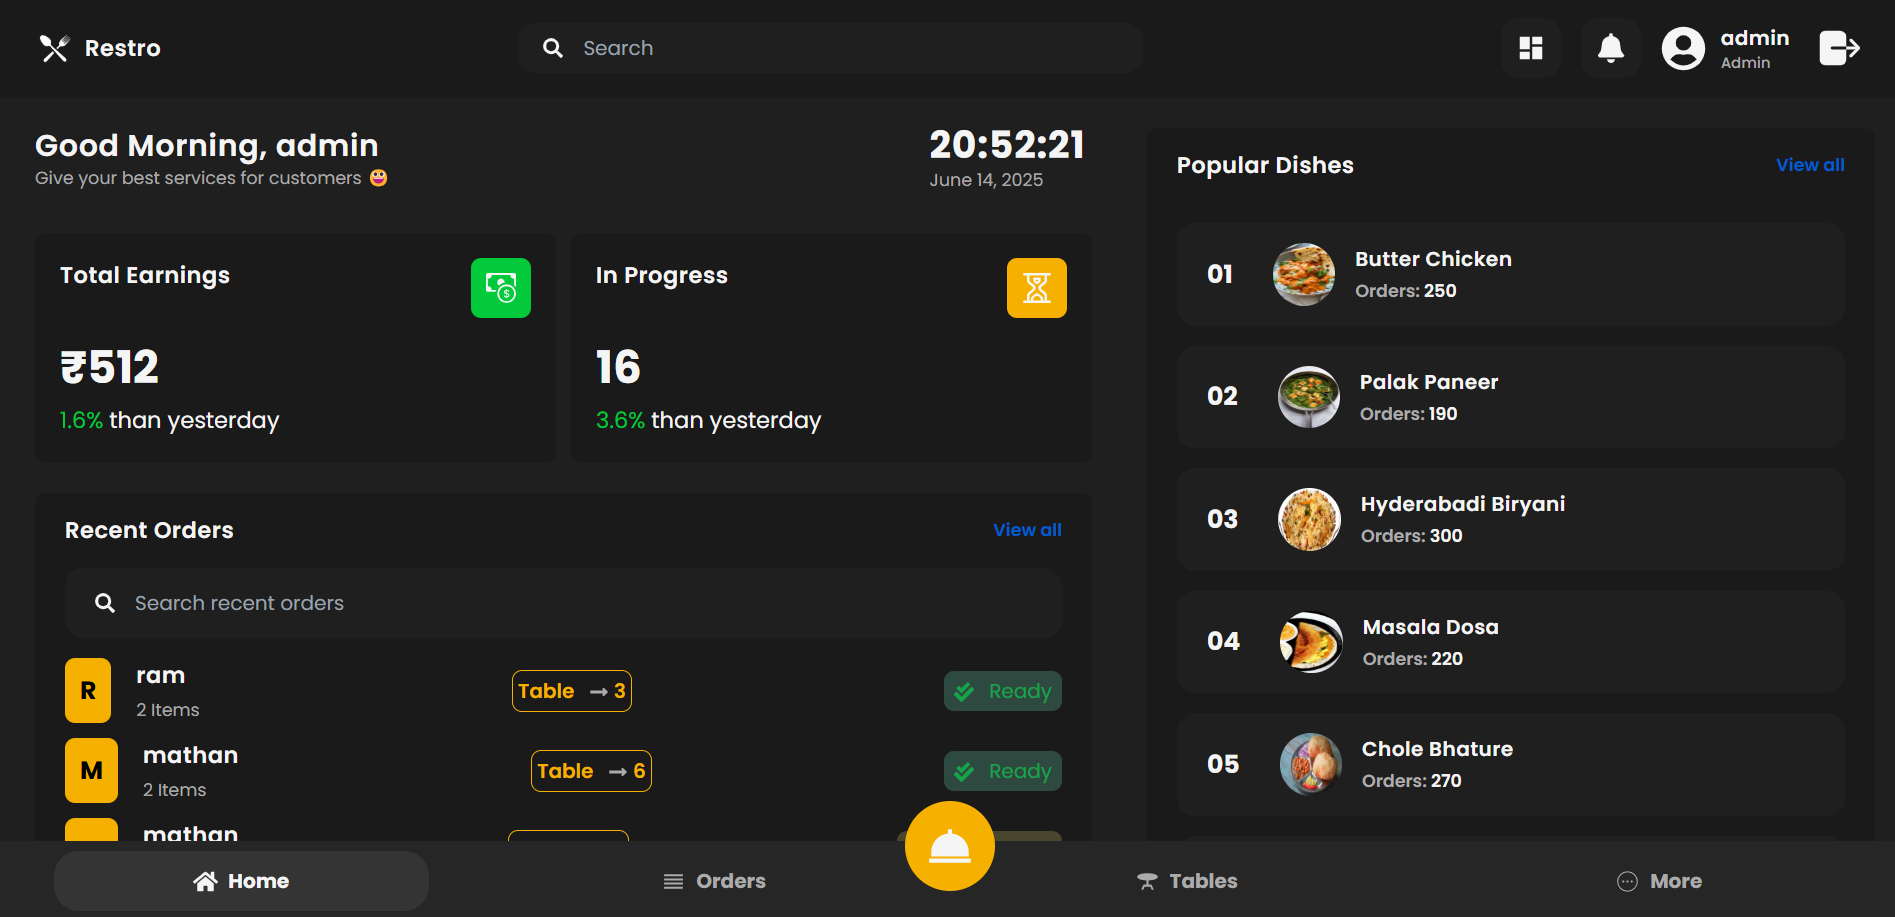 Restro
Search
admin
Admin
Good Morning, admin
Give your best services for customers 😀
20:52:21
June 14, 2025
Total Earnings
₹512
1.6% than yesterday
In Progress
16
3.6% than yesterday
Recent Orders
View all
Search recent orders
R
ram
2 Items
Table → 3
Ready
M
mathan
2 Items
Table → 6
Ready
mathan
Popular Dishes
View all
01
Butter Chicken
Orders: 250
02
Palak Paneer
Orders: 190
03
Hyderabadi Biryani
Orders: 300
04
Masala Dosa
Orders: 220
05
Chole Bhature
Orders: 270
Home
Orders
Tables
More